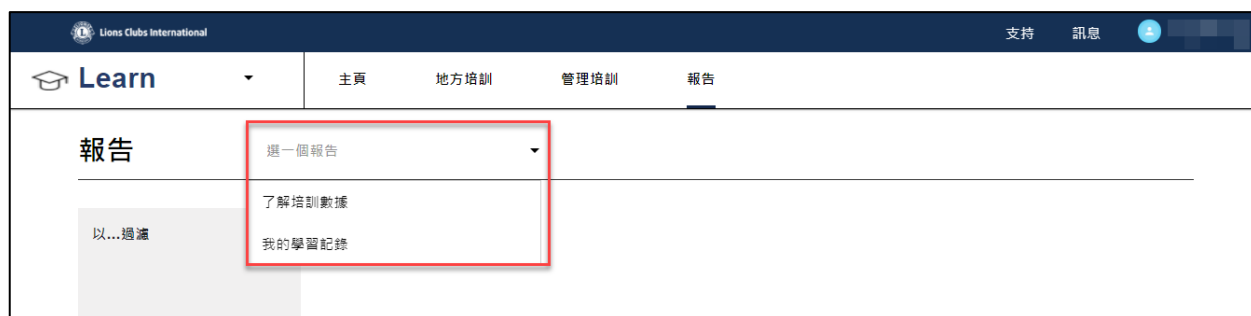 Lions Clubs International
支持 訊息
Learn 主頁 地方培訓 管理培訓 報告
報告 選一個報告
了解培訓數據
以...過濾
我的學習記錄